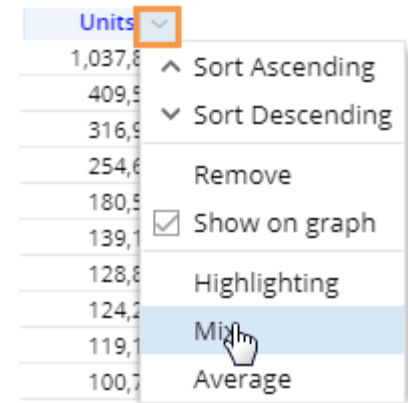 Units
1,037,8
409,5
316,9
254,6
180,5
139,1
128,8
124,2
119,1
100,7
Sort Ascending
Sort Descending
Remove
Show on graph
Highlighting
Mix
Average